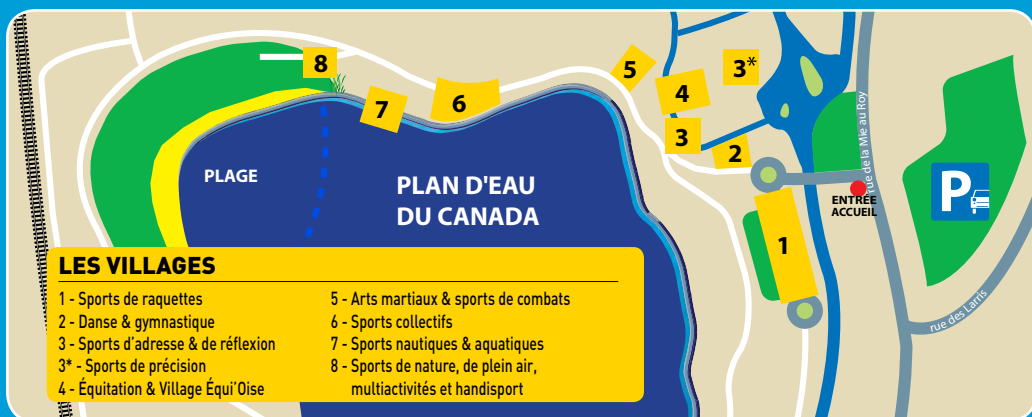 8
5
3*
7
6
4
3
2
PLAGE
PLAN D'EAU
DU CANADA
rue de la Mie au Roy
P
ENTRÉE
ACCUEIL
1
rue des Larris
LES VILLAGES
1 - Sports de raquettes
2 - Danse & gymnastique
3 - Sports d'adresse & de réflexion
3* - Sports de précision
4 - Équitation & Village Équi'Oise
5 - Arts martiaux & sports de combats
6 - Sports collectifs
7 - Sports nautiques & aquatiques
8 - Sports de nature, de plein air,
multiactivités et handisport